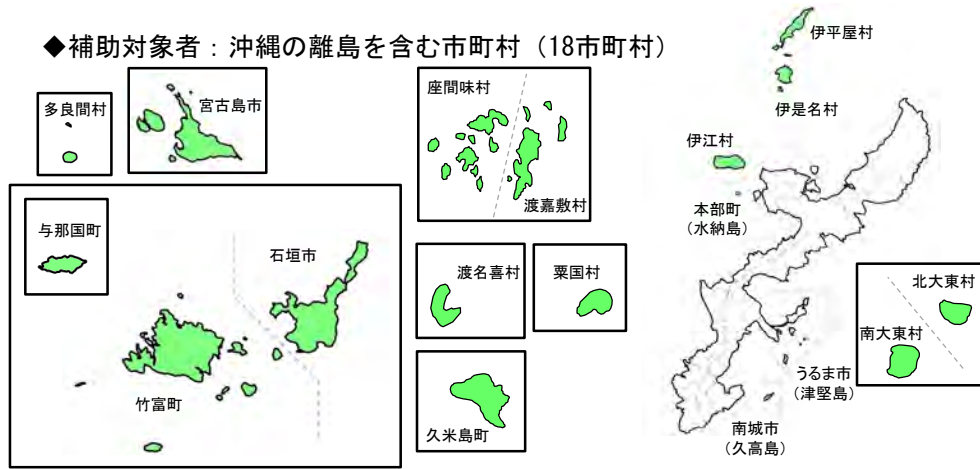 ◆補助対象者：沖縄の離島を含む市町村（18市町村）
伊平屋村
伊是名村
伊江村
本部町
（水納島）
多良間村
宮古島市
座間味村
渡嘉敷村
与那国町
石垣市
竹富町
渡名喜村
粟国村
久米島町
北大東村
南大東村
うるま市
（津堅島）
南城市
（久高島）